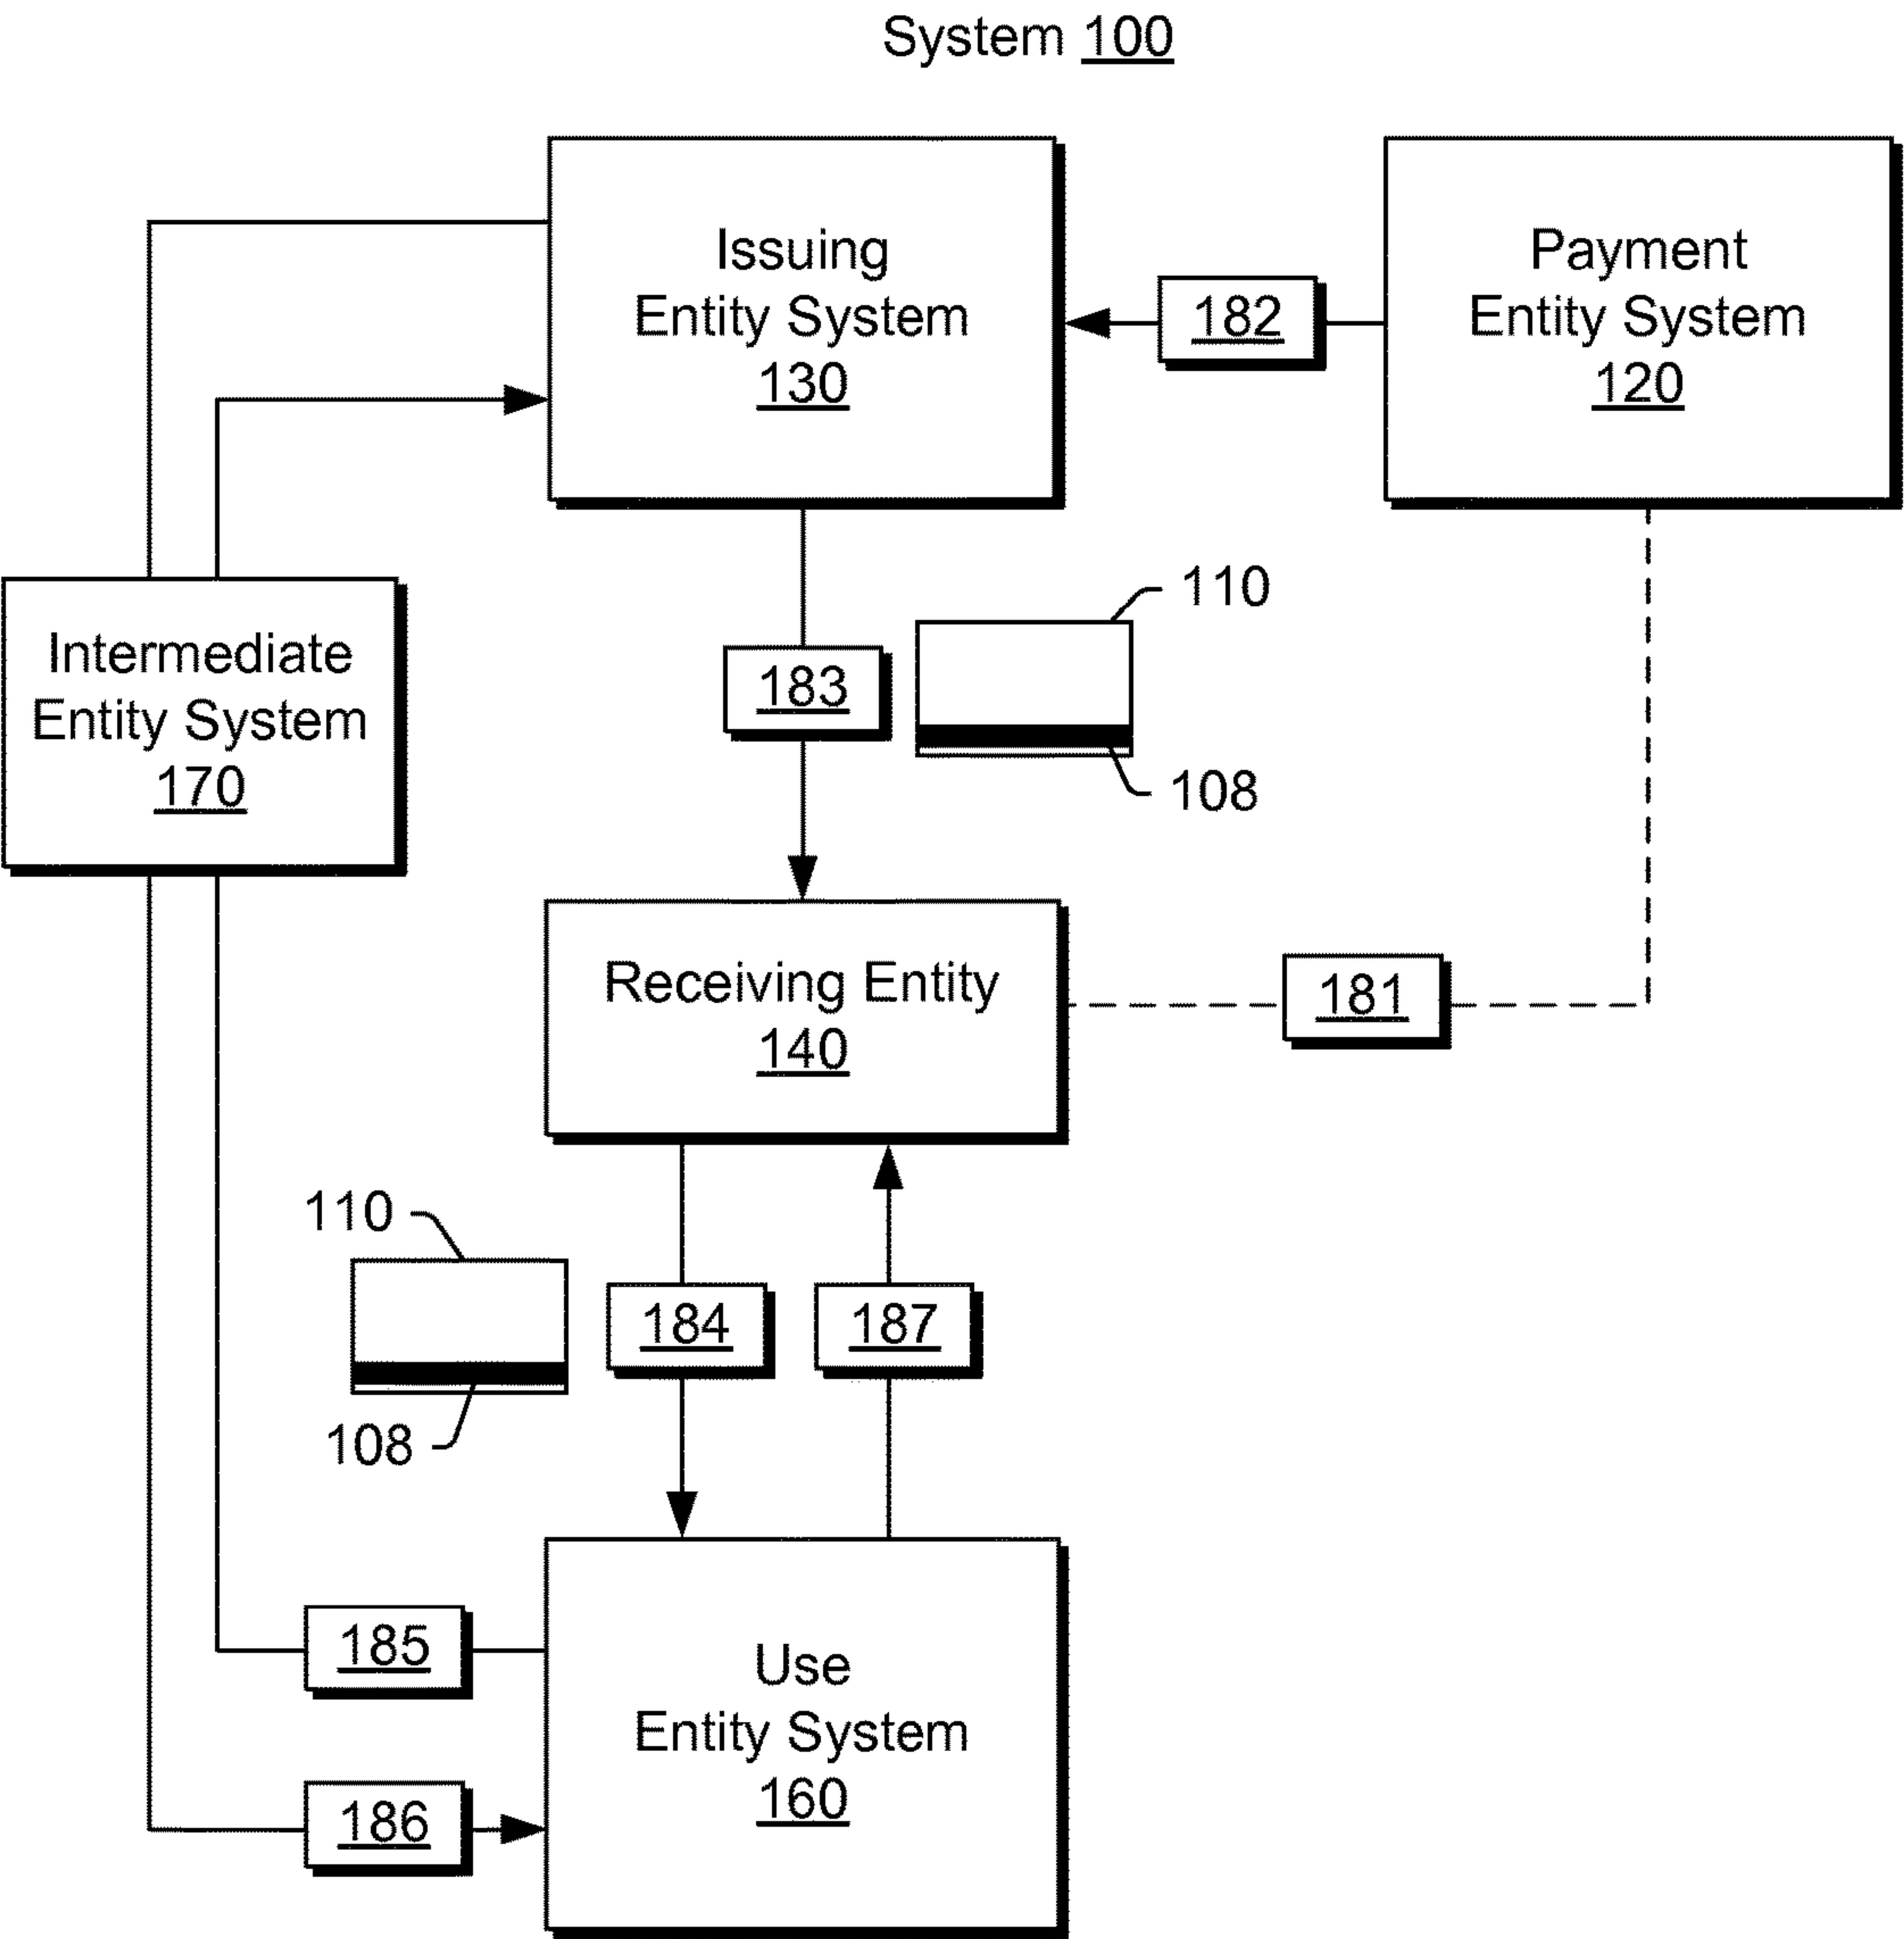 System 100
Issuing
Entity System
130
Payment
Entity System
120
182
Intermediate
Entity System
170
183
110
108
Receiving Entity
140
181
110
108
184
187
185
186
Use
Entity System
160